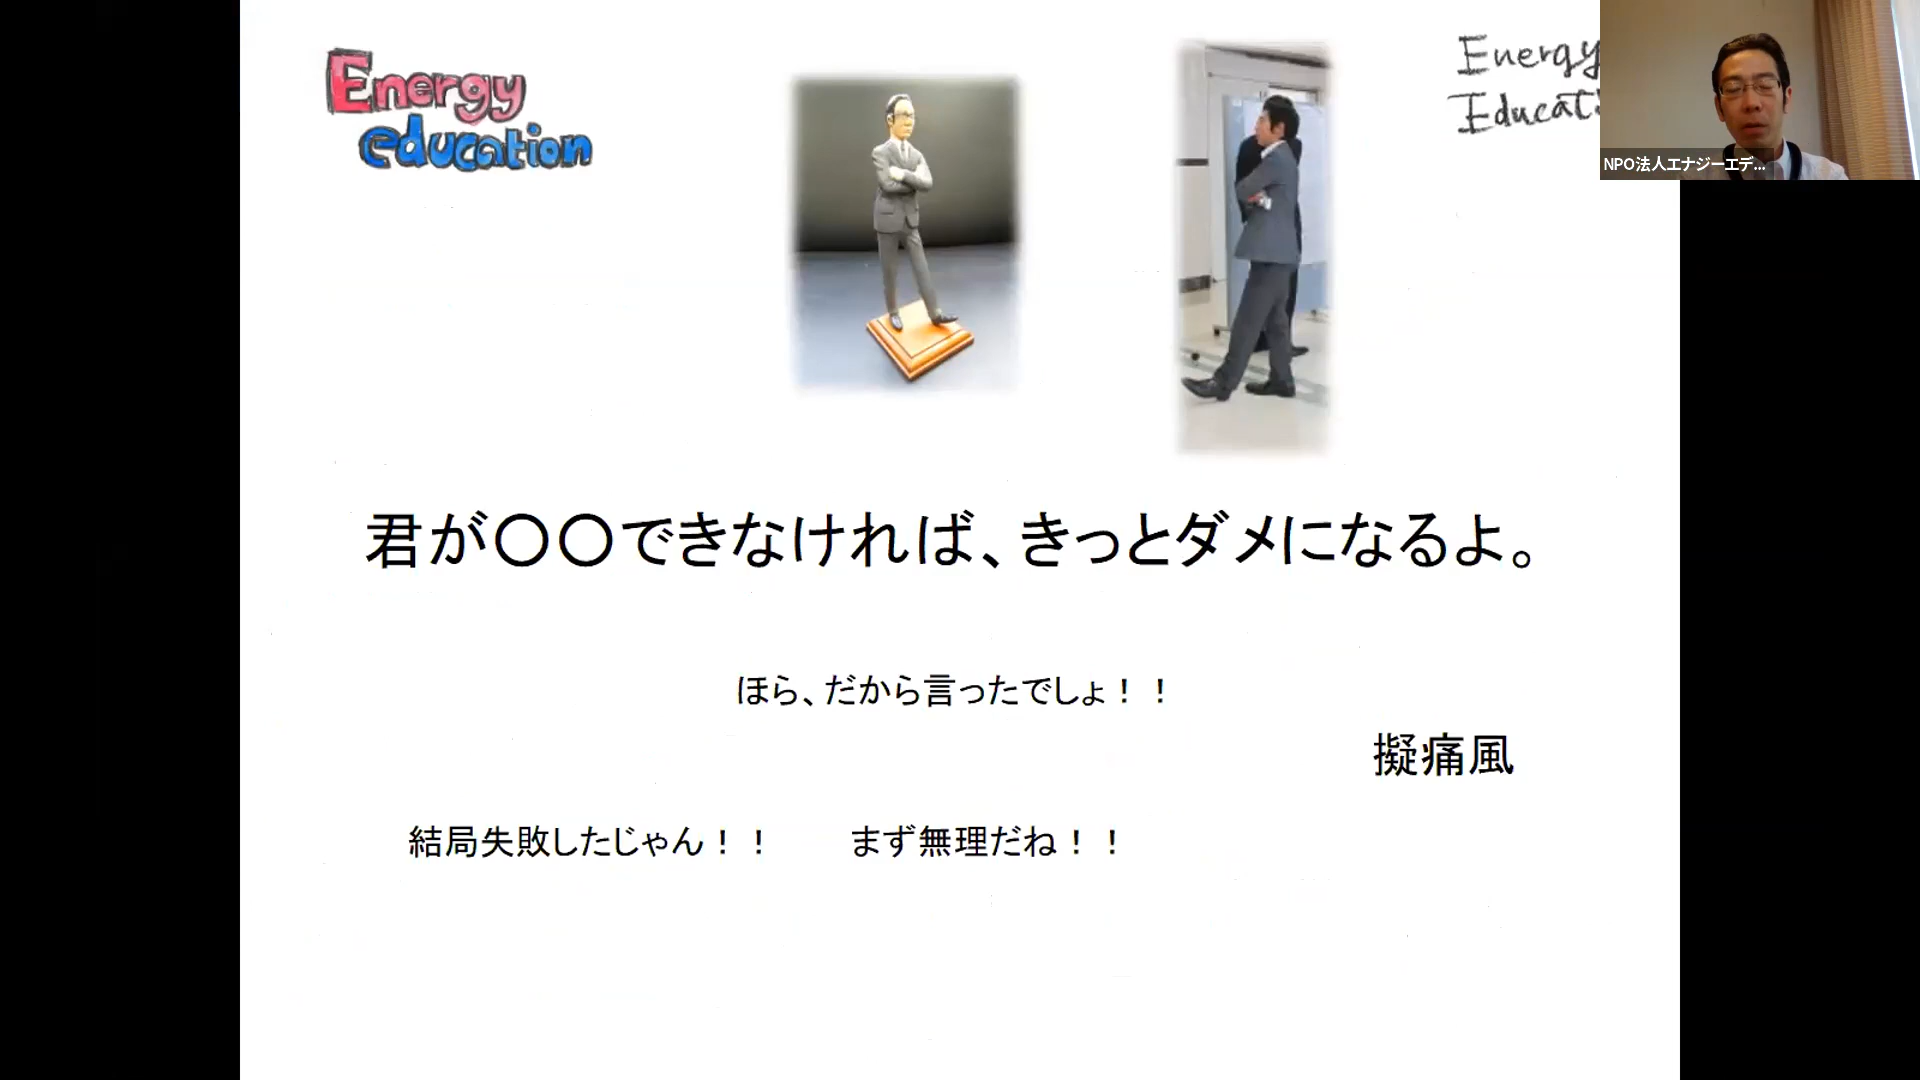 Energy
education
Energy
Educati
NPO法人エナジーエデ...
君が〇〇できなければ、きっとダメになるよ。
ほら、だから言ったでしょ！！
擬痛風
結局失敗したじゃん！！ まず無理だね！！